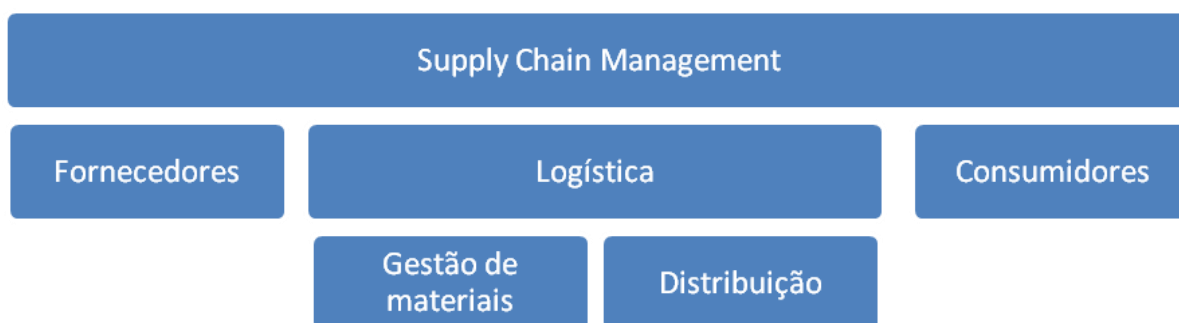 Supply Chain Management
Fornecedores
Logística
Consumidores
Gestão de
materiais
Distribuição